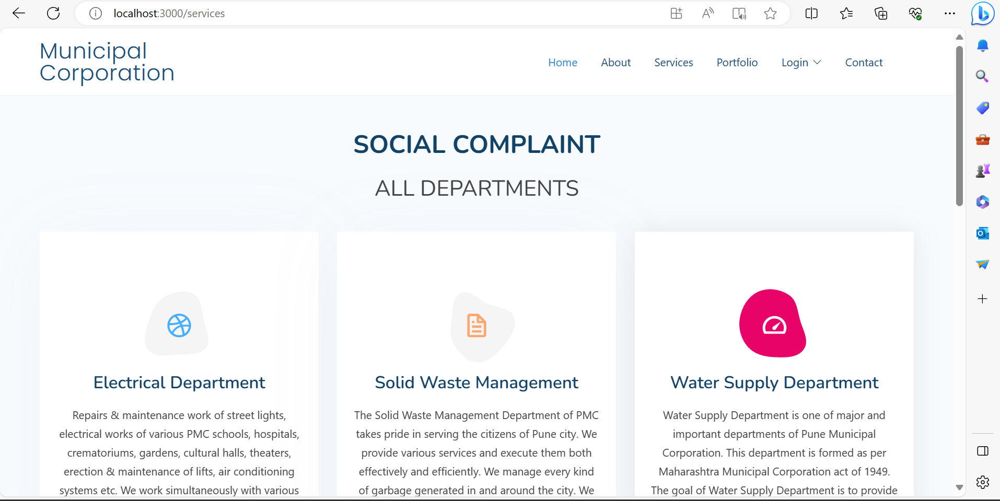 localhost:3000/services
Municipal
Corporation
Home About Services Portfolio Login Contact
SOCIAL COMPLAINT
ALL DEPARTMENTS
Electrical Department
Repairs & maintenance work of street lights,
electrical works of various PMC schools, hospitals,
crematoriums, gardens, cultural halls, theaters,
erection & maintenance of lifts, air conditioning
systems etc. We work simultaneously with various
Solid Waste Management
The Solid Waste Management Department of PMC
takes pride in serving the citizens of Pune city. We
provide various services and execute them both
effectively and efficiently. We manage every kind
of garbage generated in and around the city. We
Water Supply Department
Water Supply Department is one of major and
important departments of Pune Municipal
Corporation. This department is formed as per
Maharashtra Municipal Corporation act of 1949.
The goal of Water Supply Department is to provide